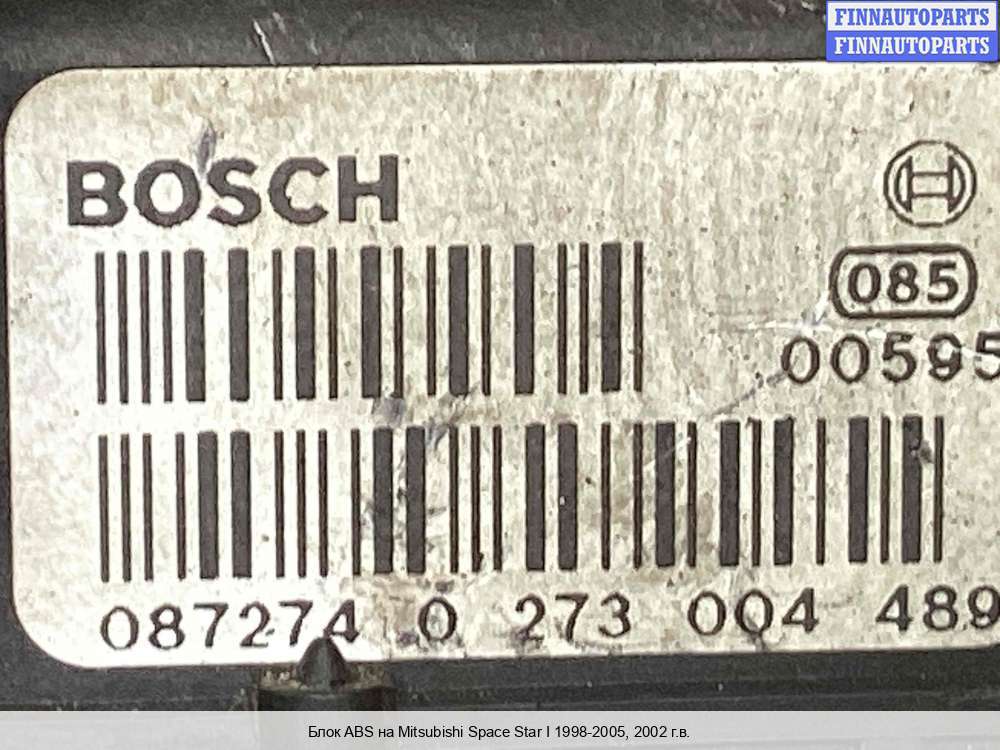 FINNAUTOPARTS
FINNAUTOPARTS
BOSCH
085
00595
087274 0 273 004 489
Блок ABS на Mitsubishi Space Star I 1998-2005, 2002 г.в.